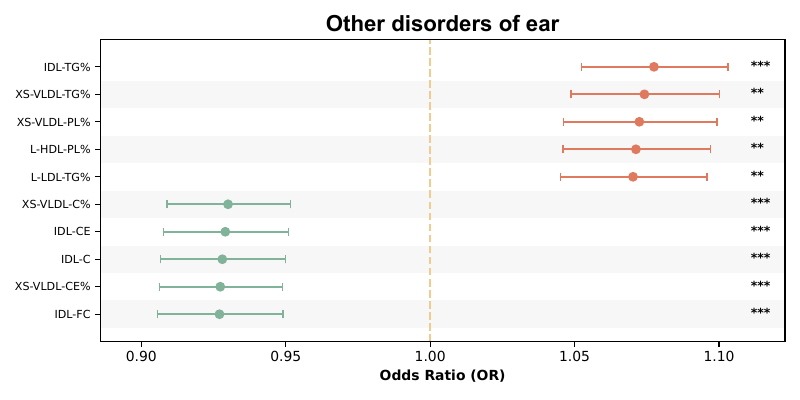 Other disorders of ear
IDL-TG% ***
XS-VLDL-TG% **
XS-VLDL-PL% **
L-HDL-PL% **
L-LDL-TG% **
XS-VLDL-C% ***
IDL-CE ***
IDL-C ***
XS-VLDL-CE% ***
IDL-FC ***
0.90 0.95 1.00 1.05 1.10
Odds Ratio (OR)